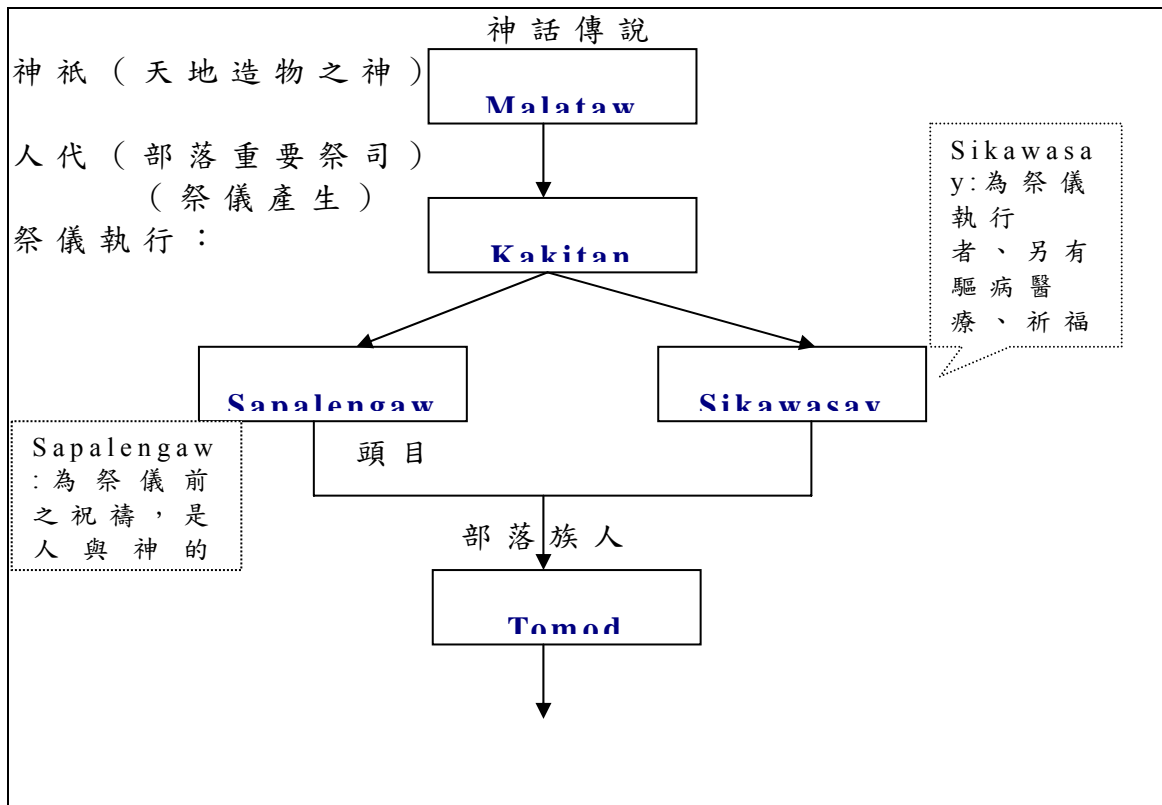 神話傳說
神祇（天地造物之神）
Malataw
人代（部落重要祭司）
（祭儀產生）
祭儀執行：
Kakitan
Sikawasa
y:為祭儀
執行
者、另有
驅病醫
療、祈福
Sapalengaw
Sikawasay
Sapalengaw
:為祭儀前
之祝禱，是
人與神的
頭目
部落族人
Tomod